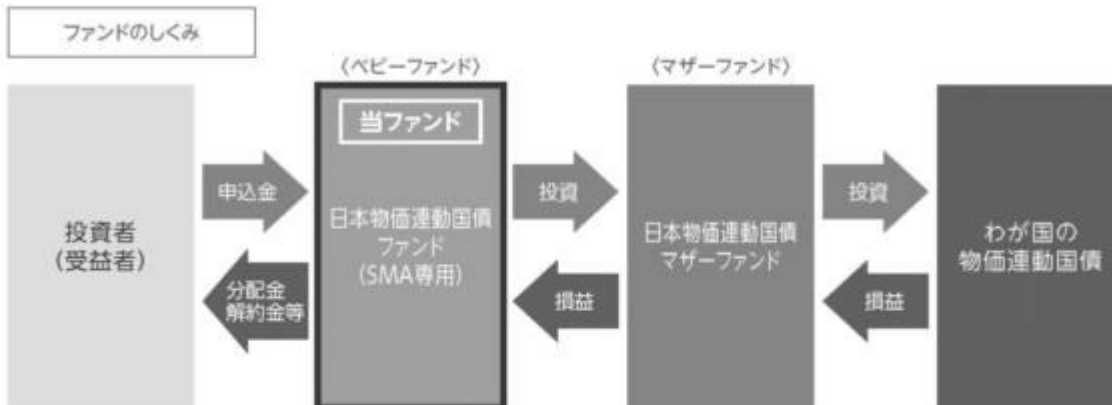 ファンドのしくみ
〈ベビーファンド〉
〈マザーファンド〉
投資者
(受益者)
申込金
分配金
解約金等
当ファンド
日本物価連動国債
ファンド
(SMA専用)
投資
損益
日本物価連動国債
マザーファンド
投資
損益
わが国の
物価連動国債